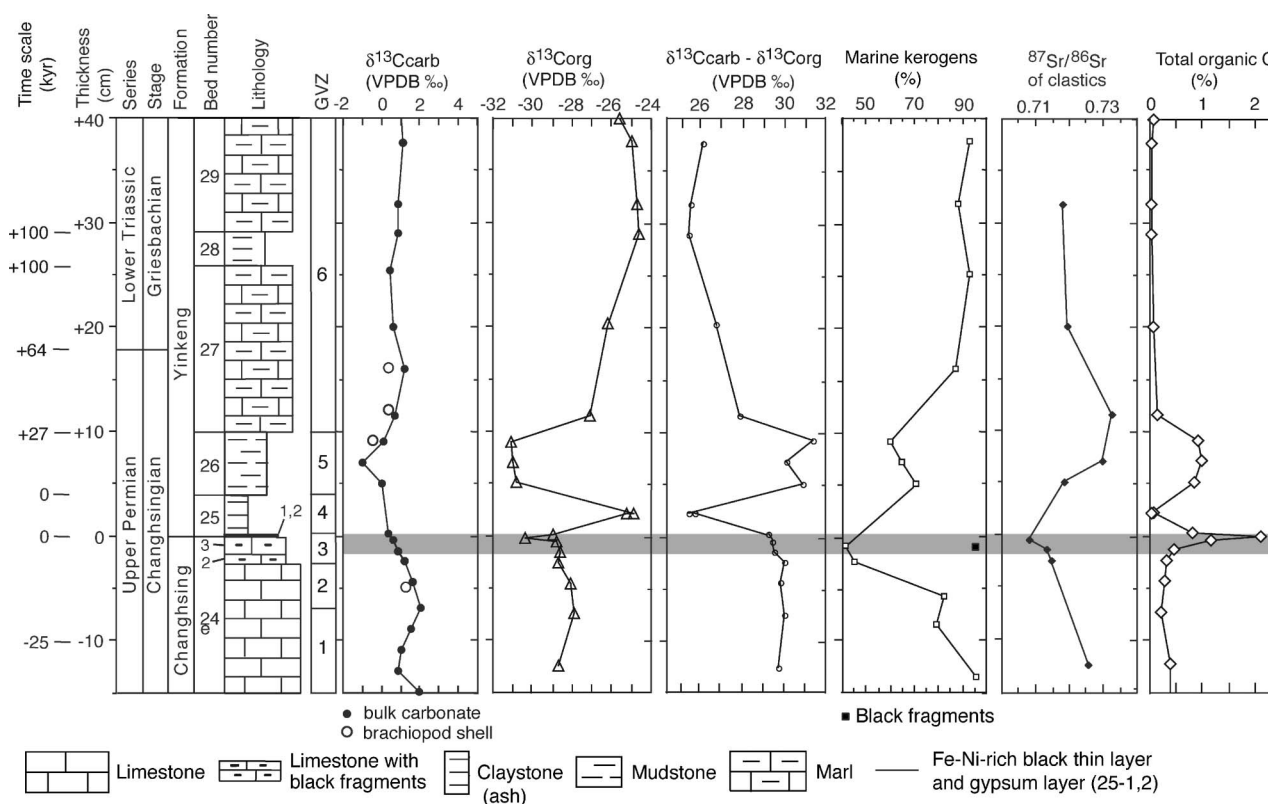 Time scale
(kyr)
Thickness
(cm)
Series
Stage
Formation
Bed number
Lithology
GVZ
δ13Ccarb
(VPDB ‰)
δ13Corg
(VPDB ‰)
δ13Ccarb - δ13Corg
(VPDB ‰)
Marine kerogens
(%)
87Sr/86Sr
of clastics
Total organic C
(%)
-2 0 2 4 6
-32 -30 -28 -26 -24
26 28 30 32
50 70 90
0.71 0.73
0 1 2
+40
+30
+20
+10
0
-10
+100
+100
+64
+27
0
0
-25
Lower Triassic
Upper Permian
Griesbachian
Changhsingian
Yinkeng
Changhsing
29
28
27
26
25
1,2
3
2
24
e
6
5
4
3
2
1
bulk carbonate
brachiopod shell
Black fragments
Limestone
Limestone with
black fragments
Claystone
(ash)
Mudstone
Marl
Fe-Ni-rich black thin layer
and gypsum layer (25-1,2)